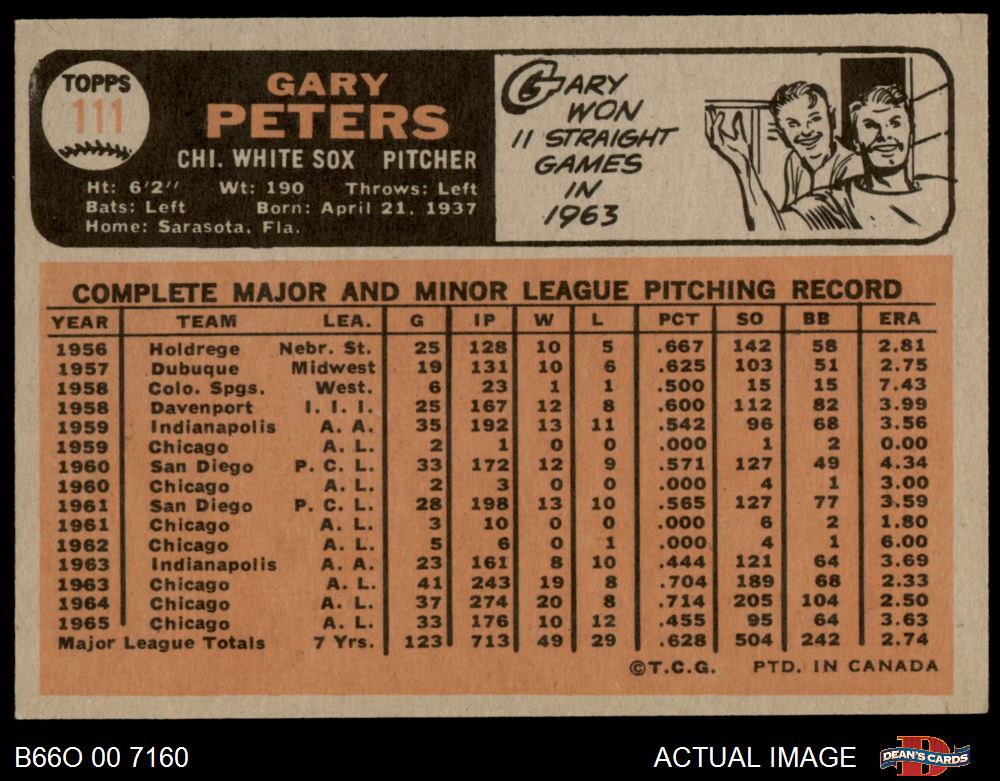 TOPPS
111
GARY
PETERS
CHI. WHITE SOX PITCHER
Ht: 6'2" Wt: 190 Throws: Left
Bats: Left Born: April 21, 1937
Home: Sarasota, Fla.
GARY
WON
11 STRAIGHT
GAMES
IN
1963
COMPLETE MAJOR AND MINOR LEAGUE PITCHING RECORD
YEAR TEAM LEA. G IP W L PCT SO BB ERA
1956 Holdrege Nebr. St. 25 128 10 5 .667 142 58 2.81
1957 Dubuque Midwest 19 131 10 6 .625 103 51 2.75
1958 Colo. Spgs. West. 6 23 1 1 .500 15 15 7.43
1958 Davenport I. I. I. 25 167 12 8 .600 112 82 3.99
1959 Indianapolis A. A. 35 192 13 11 .542 96 68 3.56
1959 Chicago A. L. 2 1 0 0 .000 1 2 0.00
1960 San Diego P. C. L. 33 172 12 9 .571 127 49 4.34
1960 Chicago A. L. 2 3 0 0 .000 4 1 3.00
1961 San Diego P. C. L. 28 198 13 10 .565 127 77 3.59
1961 Chicago A. L. 3 10 0 0 .000 6 2 1.80
1962 Chicago A. L. 5 6 0 1 .000 4 1 6.00
1963 Indianapolis A. A. 23 161 8 10 .444 121 64 3.69
1963 Chicago A. L. 41 243 19 8 .704 189 68 2.33
1964 Chicago A. L. 37 274 20 8 .714 205 104 2.50
1965 Chicago A. L. 33 176 10 12 .455 95 64 3.63
Major League Totals 7 Yrs. 123 713 49 29 .628 504 242 2.74
©T.C.G. PTD. IN CANADA
B66O 00 7160 ACTUAL IMAGE DEAN'S CARDS